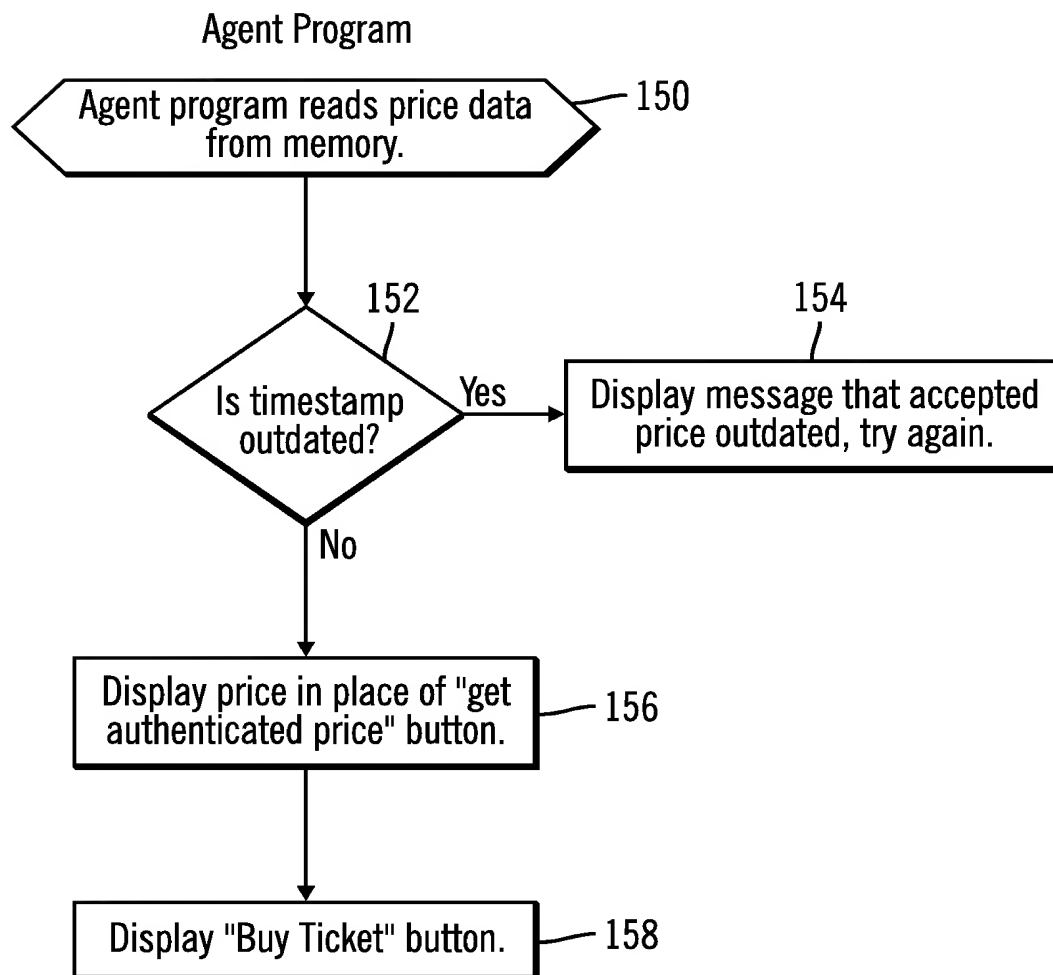 Agent Program
Agent program reads price data
from memory.
150
152
Is timestamp
outdated?
Yes
154
Display message that accepted
price outdated, try again.
No
Display price in place of "get
authenticated price" button.
156
Display "Buy Ticket" button.
158